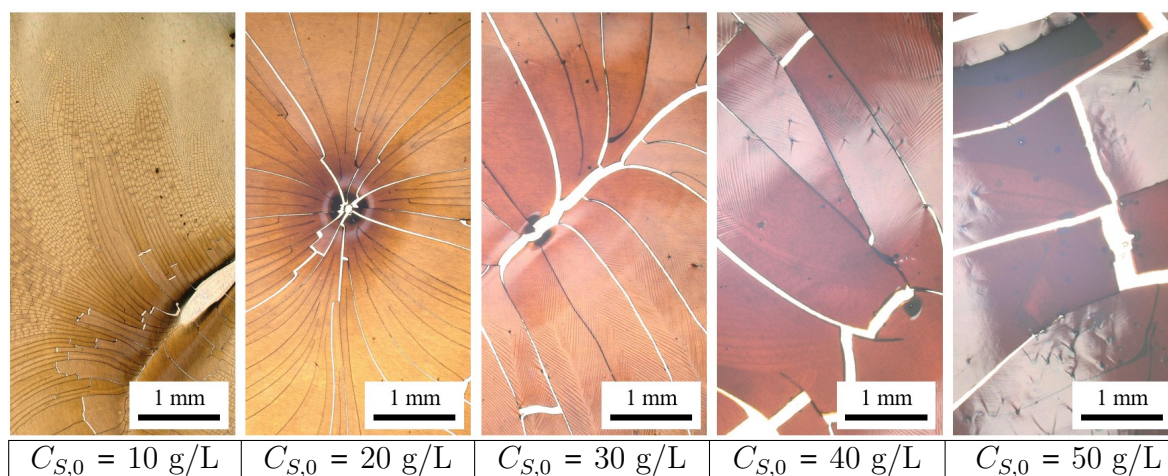 1 mm
1 mm
1 mm
1 mm
1 mm
C_{S,0} = 10 g/L
C_{S,0} = 20 g/L
C_{S,0} = 30 g/L
C_{S,0} = 40 g/L
C_{S,0} = 50 g/L